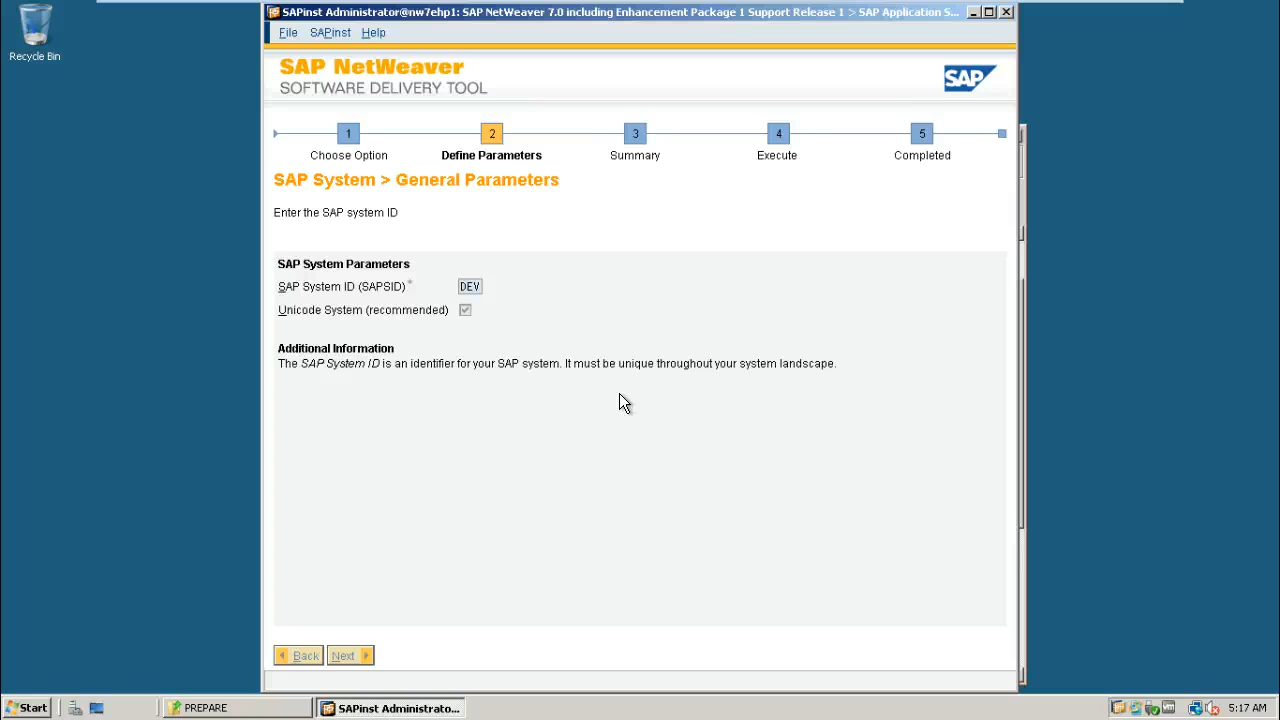 SAPinst Administrator@nw7ehp1: SAP NetWeaver 7.0 including Enhancement Package 1 Support Release 1 > SAP Application S...
Recycle Bin
File SAPinst Help
SAP NetWeaver
SOFTWARE DELIVERY TOOL
SAP
1 2 3 4 5
Choose Option Define Parameters Summary Execute Completed
SAP System > General Parameters
Enter the SAP system ID
SAP System Parameters
SAP System ID (SAPSID)* DEV
Unicode System (recommended)
Additional Information
The SAP System ID is an identifier for your SAP system. It must be unique throughout your system landscape.
Back Next
Start PREPARE SAPinst Administrato... 5:17 AM